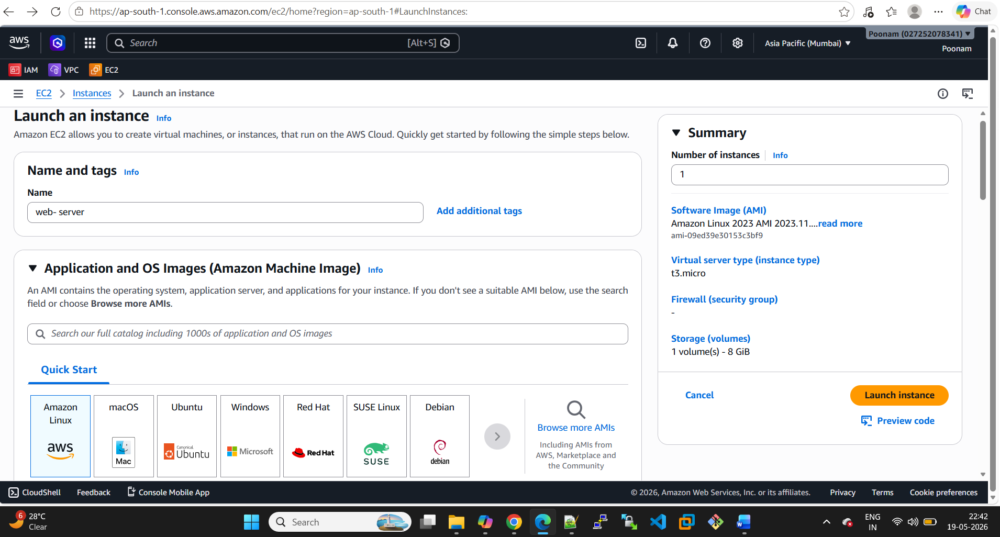 https://ap-south-1.console.aws.amazon.com/ec2/home?region=ap-south-1#LaunchInstances:
Chat
aws
Search
[Alt+S]
Asia Pacific (Mumbai)
Poonam (027252078341)
Poonam
IAM
VPC
EC2
EC2
Instances
Launch an instance
Launch an instance Info
Amazon EC2 allows you to create virtual machines, or instances, that run on the AWS Cloud. Quickly get started by following the simple steps below.
Name and tags Info
Name
web- server
Add additional tags
Application and OS Images (Amazon Machine Image) Info
An AMI contains the operating system, application server, and applications for your instance. If you don't see a suitable AMI below, use the search
field or choose Browse more AMIs.
Search our full catalog including 1000s of application and OS images
Quick Start
Amazon
Linux
aws
macOS
Mac
Ubuntu
Canonical
Ubuntu
Windows
Microsoft
Red Hat
Red Hat
SUSE Linux
SUSE
Debian
debian
Browse more AMIs
Including AMIs from
AWS, Marketplace and
the Community
Summary
Number of instances
Info
1
Software Image (AMI)
Amazon Linux 2023 AMI 2023.11....read more
ami-09ed39e30153c3bf9
Virtual server type (instance type)
t3.micro
Firewall (security group)
-
Storage (volumes)
1 volume(s) - 8 GiB
Cancel
Launch instance
Preview code
CloudShell
Feedback
Console Mobile App
© 2026, Amazon Web Services, Inc. or its affiliates.
Privacy
Terms
Cookie preferences
6
28°C
Clear
Search
ENG
IN
22:42
19-05-2026